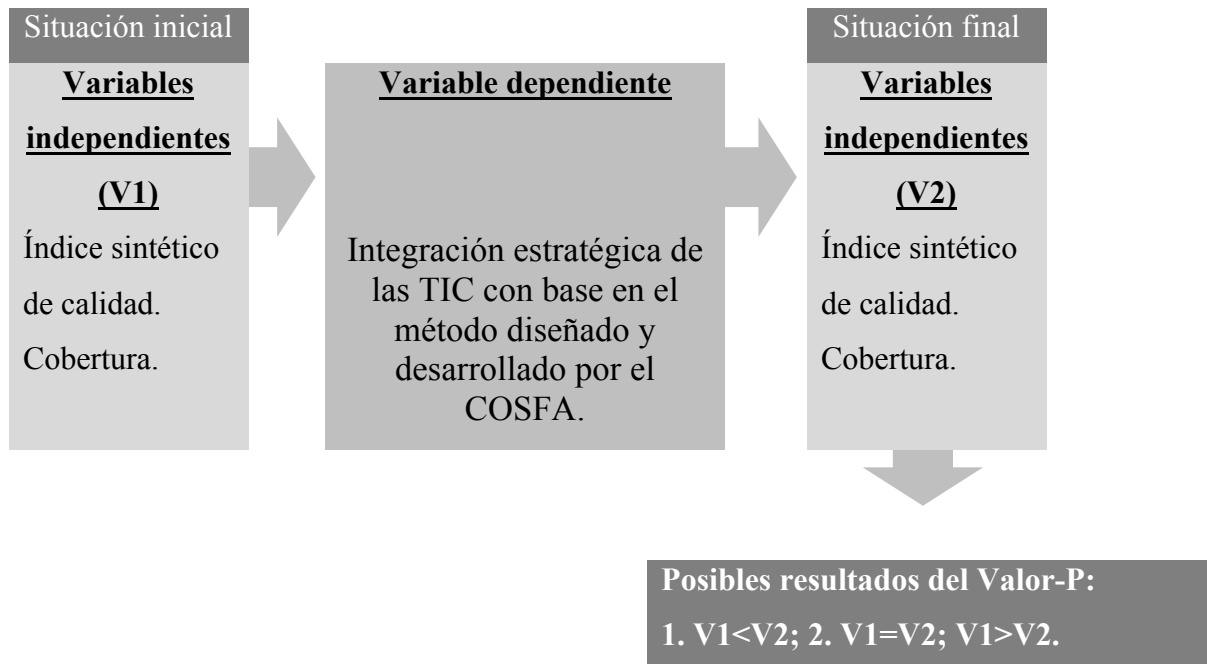 Situación inicial
Variables
independientes
(V1)
Índice sintético
de calidad.
Cobertura.
Variable dependiente
Integración estratégica de
las TIC con base en el
método diseñado y
desarrollado por el
COSFA.
Situación final
Variables
independientes
(V2)
Índice sintético
de calidad.
Cobertura.
Posibles resultados del Valor-P:
1. V1<V2; 2. V1=V2; V1>V2.